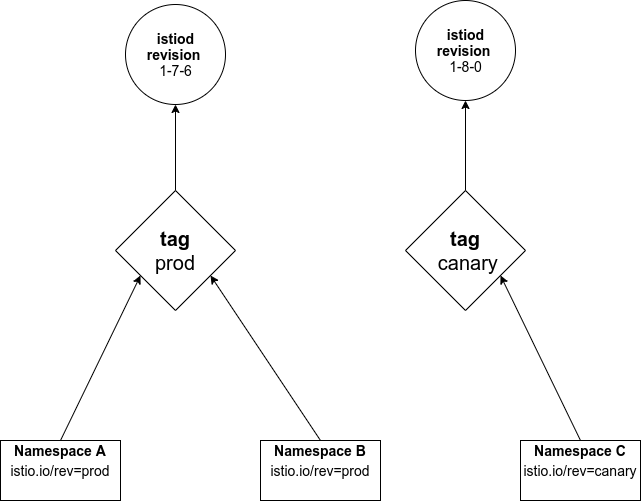 istiod
revision
1-7-6
istiod
revision
1-8-0
tag
prod
tag
canary
Namespace A
istio.io/rev=prod
Namespace B
istio.io/rev=prod
Namespace C
istio.io/rev=canary